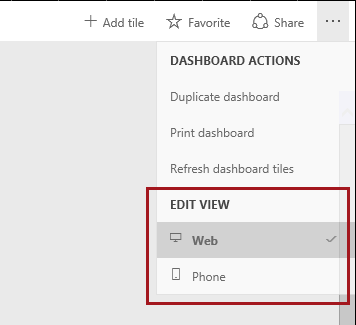 Add tile Favorite Share ...
DASHBOARD ACTIONS
Duplicate dashboard
Print dashboard
Refresh dashboard tiles
EDIT VIEW
Web
Phone